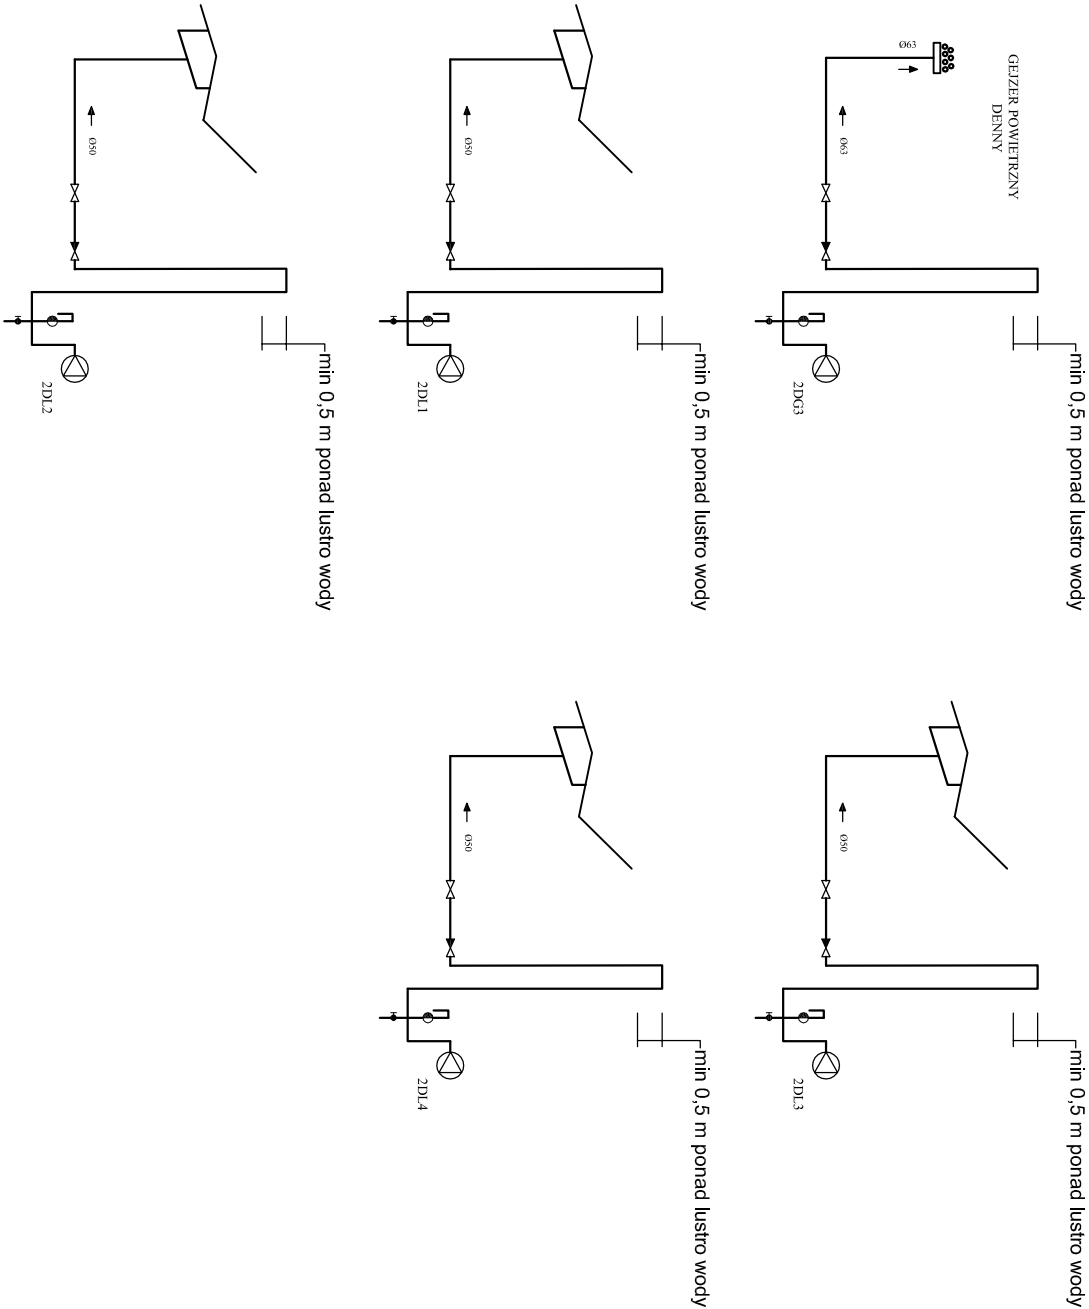 GEJZER POWIETRZNY
DENNY
Ø63
Ø63
2DG3
min 0,5 m ponad lustro wody
Ø50
2DL3
min 0,5 m ponad lustro wody
Ø50
2DL1
min 0,5 m ponad lustro wody
Ø50
2DL4
min 0,5 m ponad lustro wody
Ø50
2DL2
min 0,5 m ponad lustro wody